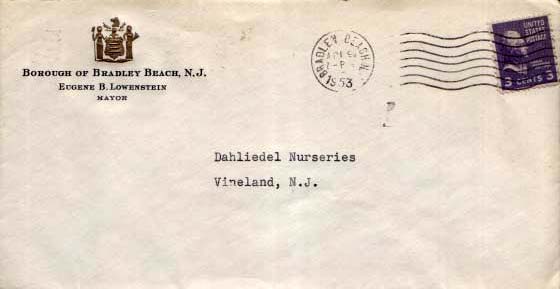 BOROUGH OF BRADLEY BEACH, N.J.
EUGENE B. LOWENSTEIN
MAYOR
BRADLEY BEACH
1953
UNITED
STATES
POSTAGE
3 CENTS 3
Dahliedel Nurseries
Vineland, N.J.